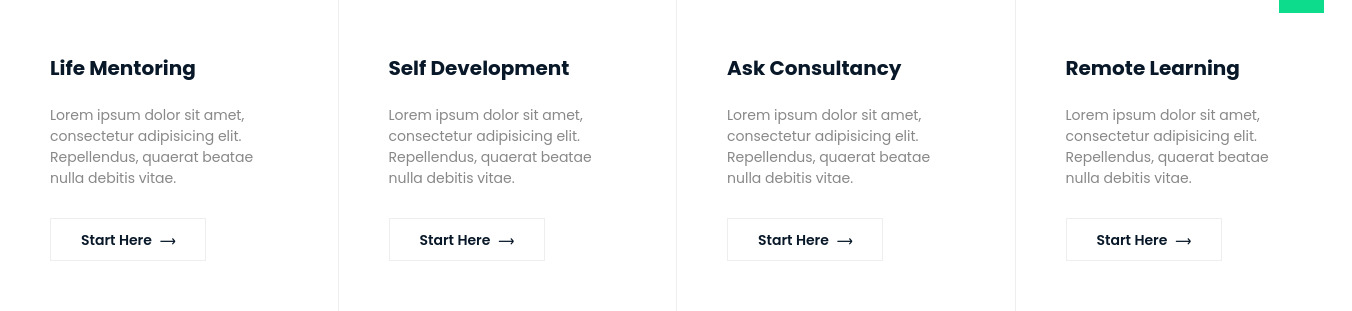 Life Mentoring
Lorem ipsum dolor sit amet,
consectetur adipisicing elit.
Repellendus, quaerat beatae
nulla debitis vitae.
Start Here ⟶
Self Development
Lorem ipsum dolor sit amet,
consectetur adipisicing elit.
Repellendus, quaerat beatae
nulla debitis vitae.
Start Here ⟶
Ask Consultancy
Lorem ipsum dolor sit amet,
consectetur adipisicing elit.
Repellendus, quaerat beatae
nulla debitis vitae.
Start Here ⟶
Remote Learning
Lorem ipsum dolor sit amet,
consectetur adipisicing elit.
Repellendus, quaerat beatae
nulla debitis vitae.
Start Here ⟶